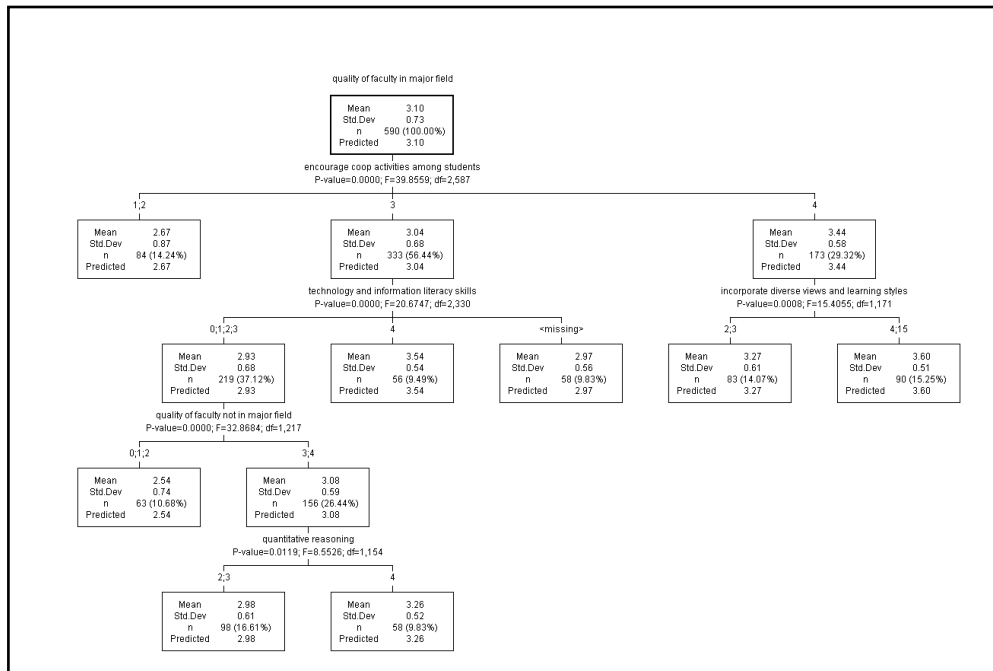 quality of faculty in major field
Mean 3.10
Std.Dev 0.73
n 590 (100.00%)
Predicted 3.10
encourage coop activities among students
P-value=0.0000; F=39.8559; df=2,587
1;2
Mean 2.67
Std.Dev 0.87
n 84 (14.24%)
Predicted 2.67
3
Mean 3.04
Std.Dev 0.68
n 333 (56.44%)
Predicted 3.04
4
Mean 3.44
Std.Dev 0.58
n 173 (29.32%)
Predicted 3.44
technology and information literacy skills
P-value=0.0000; F=20.6747; df=2,330
0;1;2;3
Mean 2.93
Std.Dev 0.68
n 219 (37.12%)
Predicted 2.93
4
Mean 3.54
Std.Dev 0.54
n 56 (9.49%)
Predicted 3.54
<missing>
Mean 2.97
Std.Dev 0.56
n 58 (9.83%)
Predicted 2.97
incorporate diverse views and learning styles
P-value=0.0008; F=15.4055; df=1,171
2;3
Mean 3.27
Std.Dev 0.61
n 83 (14.07%)
Predicted 3.27
4;15
Mean 3.60
Std.Dev 0.51
n 90 (15.25%)
Predicted 3.60
quality of faculty not in major field
P-value=0.0000; F=32.8684; df=1,217
0;1;2
Mean 2.54
Std.Dev 0.74
n 63 (10.68%)
Predicted 2.54
3;4
Mean 3.08
Std.Dev 0.59
n 156 (26.44%)
Predicted 3.08
quantitative reasoning
P-value=0.0119; F=8.5526; df=1,154
2;3
Mean 2.98
Std.Dev 0.61
n 98 (16.61%)
Predicted 2.98
4
Mean 3.26
Std.Dev 0.52
n 58 (9.83%)
Predicted 3.26